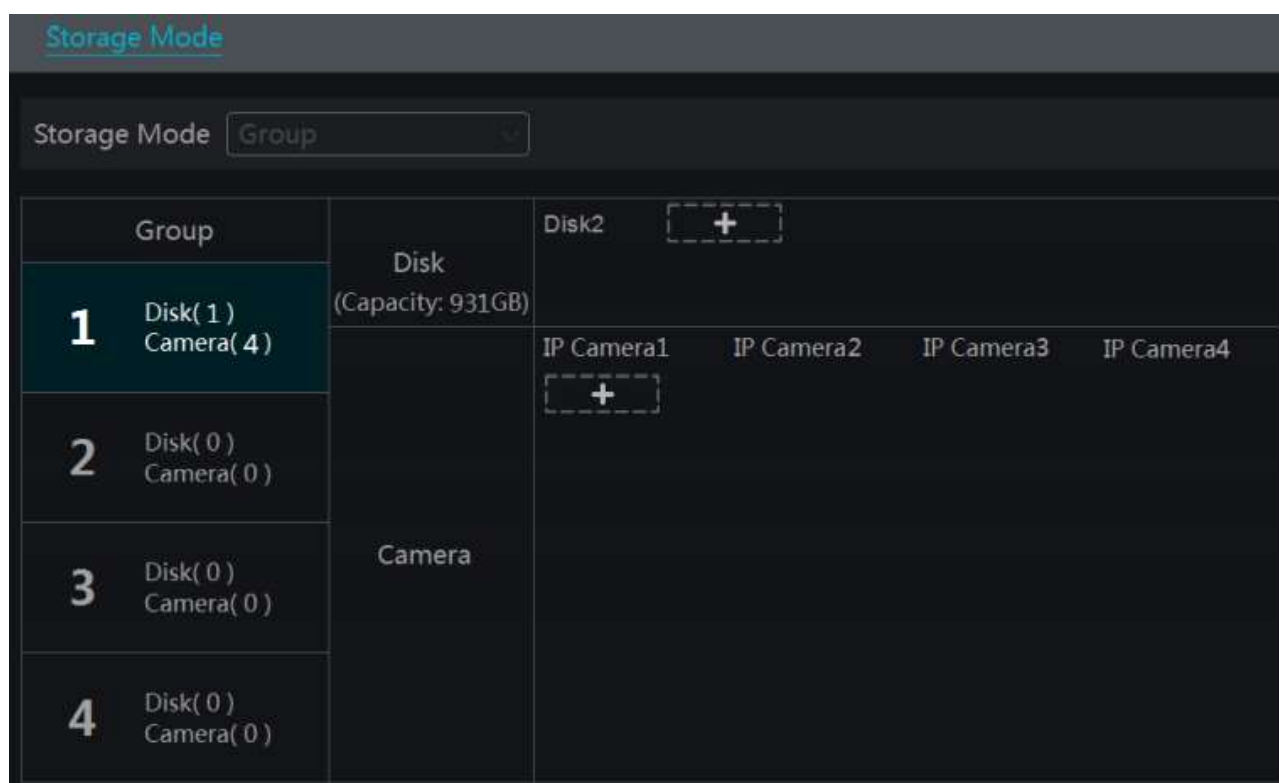 Storage Mode
Storage Mode Group
Group
Disk
(Capacity: 931GB)
Disk2 +
1
Disk( 1 )
Camera( 4 )
2
Disk( 0 )
Camera( 0 )
3
Disk( 0 )
Camera( 0 )
4
Disk( 0 )
Camera( 0 )
Camera
IP Camera1 IP Camera2 IP Camera3 IP Camera4
+